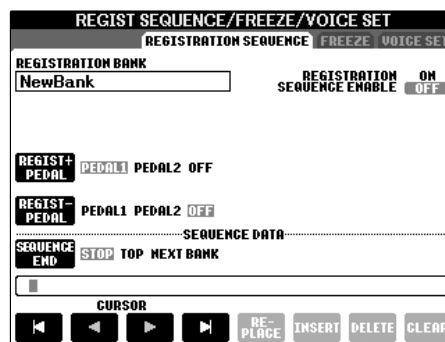 REGIST SEQUENCE/FREEZE/VOICE SET
REGISTRATION SEQUENCE FREEZE VOICE SET
REGISTRATION BANK
NewBank
REGISTRATION SEQUENCE ENABLE
ON
OFF
REGIST+ PEDAL
PEDAL1 PEDAL2 OFF
REGIST- PEDAL
PEDAL1 PEDAL2 OFF
SEQUENCE DATA
SEQUENCE END
STOP TOP NEXT BANK
CURSOR
RE-PLACE INSERT DELETE CLEAR